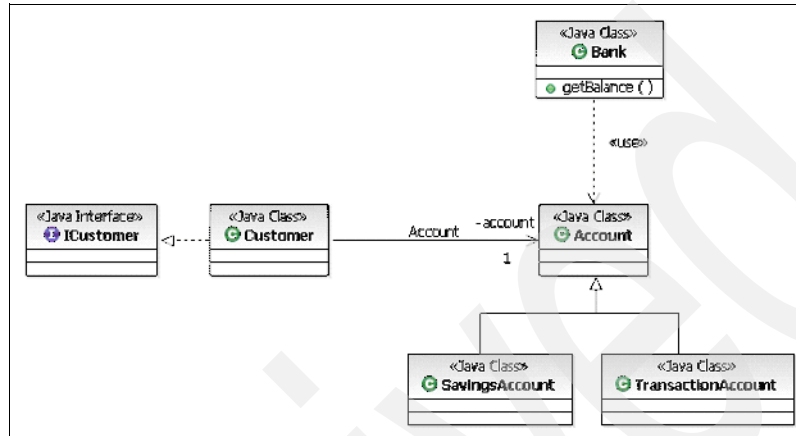 «Java Class»
Bank
getBalance ( )
«use»
«Java Interface»
ICustomer
«Java Class»
Customer
Account
-account
1
«Java Class»
Account
«Java Class»
SavingsAccount
«Java Class»
TransactionAccount